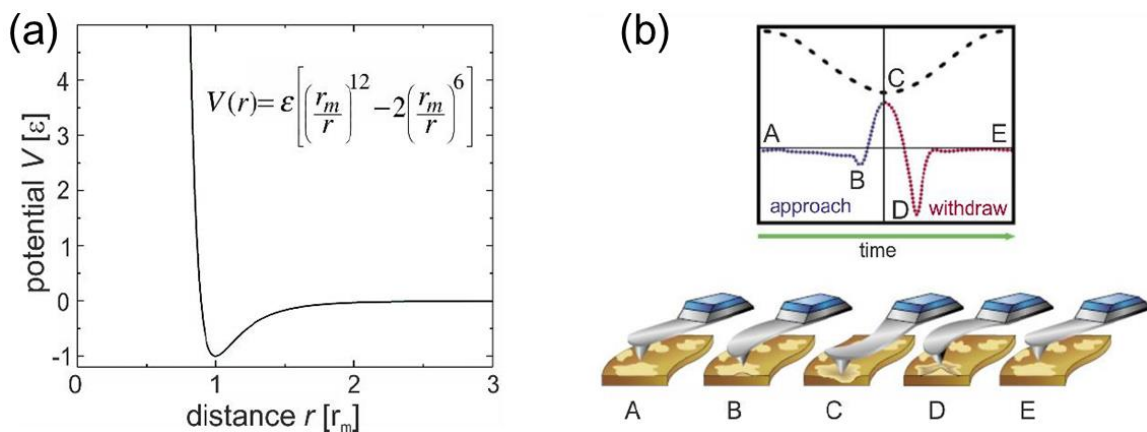 (a)
potential V [ε]
4
3
2
1
0
-1
V(r)=ε[(r_m/r)^12 −2(r_m/r)^6]
0
1
2
3
distance r [r_m]
(b)
C
A
E
B
D
approach
withdraw
time
A B C D E